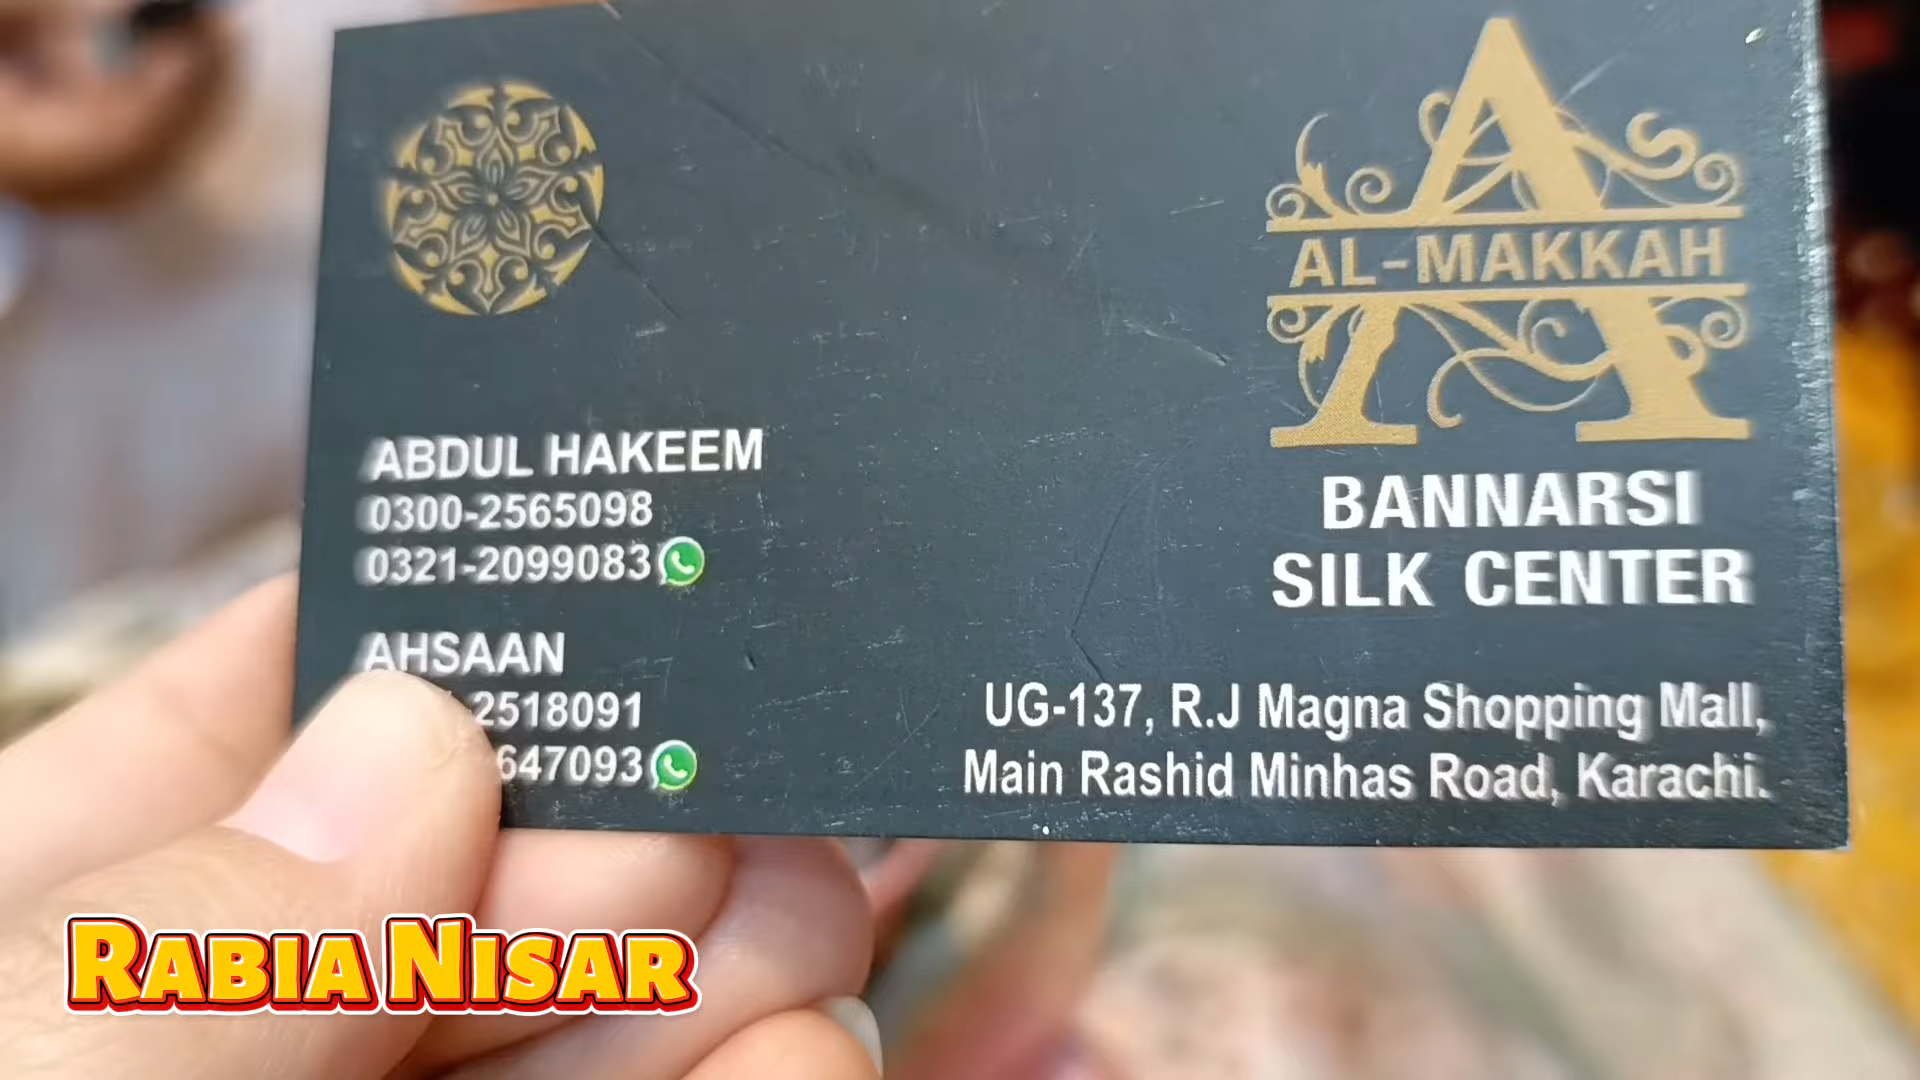 ABDUL HAKEEM
0300-2565098
0321-2099083
AHSAAN
2518091
647093
AL-MAKKAH
BANNARSI
SILK CENTER
UG-137, R.J Magna Shopping Mall,
Main Rashid Minhas Road, Karachi.
RABIA NISAR